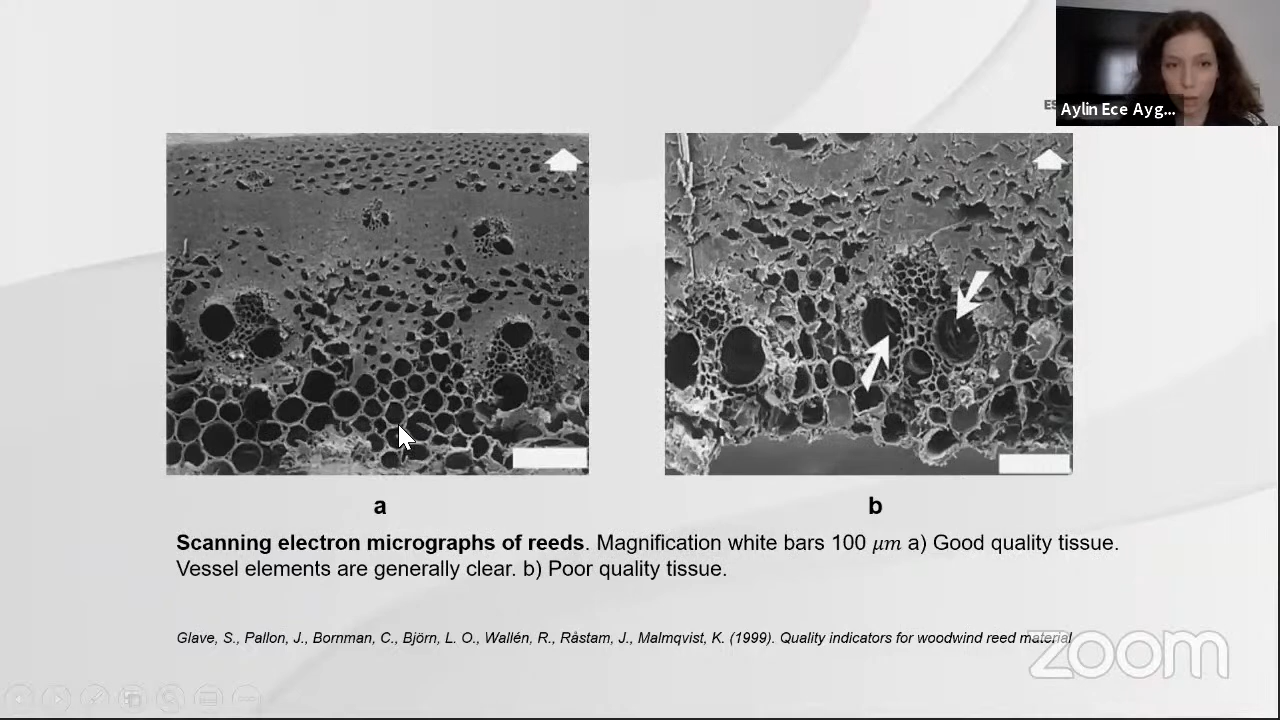 ES
Aylin Ece Ayg...
a
b
Scanning electron micrographs of reeds. Magnification white bars 100 𝜇𝑚 a) Good quality tissue.
Vessel elements are generally clear. b) Poor quality tissue.
Glave, S., Pallon, J., Bornman, C., Björn, L. O., Wallén, R., Råstam, J., Malmqvist, K. (1999). Quality indicators for woodwind reed material
zoom